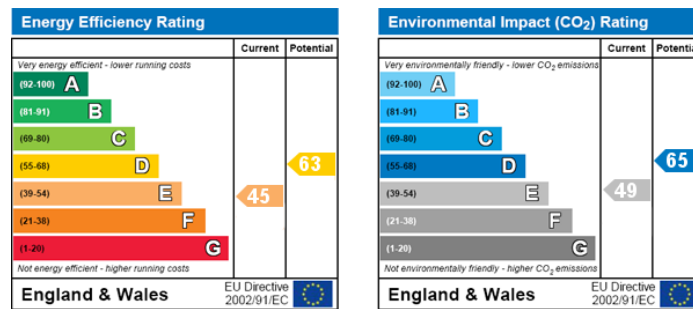 Energy Efficiency Rating
Current Potential
Very energy efficient - lower running costs
(92-100) A
(81-91) B
(69-80) C
(55-68) D
63
(39-54) E
45
(21-38) F
(1-20) G
Not energy efficient - higher running costs
England & Wales
EU Directive
2002/91/EC
Environmental Impact (CO₂) Rating
Current Potential
Very environmentally friendly - lower CO₂ emissions
(92-100) A
(81-91) B
(69-80) C
(55-68) D
65
(39-54) E
49
(21-38) F
(1-20) G
Not environmentally friendly - higher CO₂ emissions
England & Wales
EU Directive
2002/91/EC